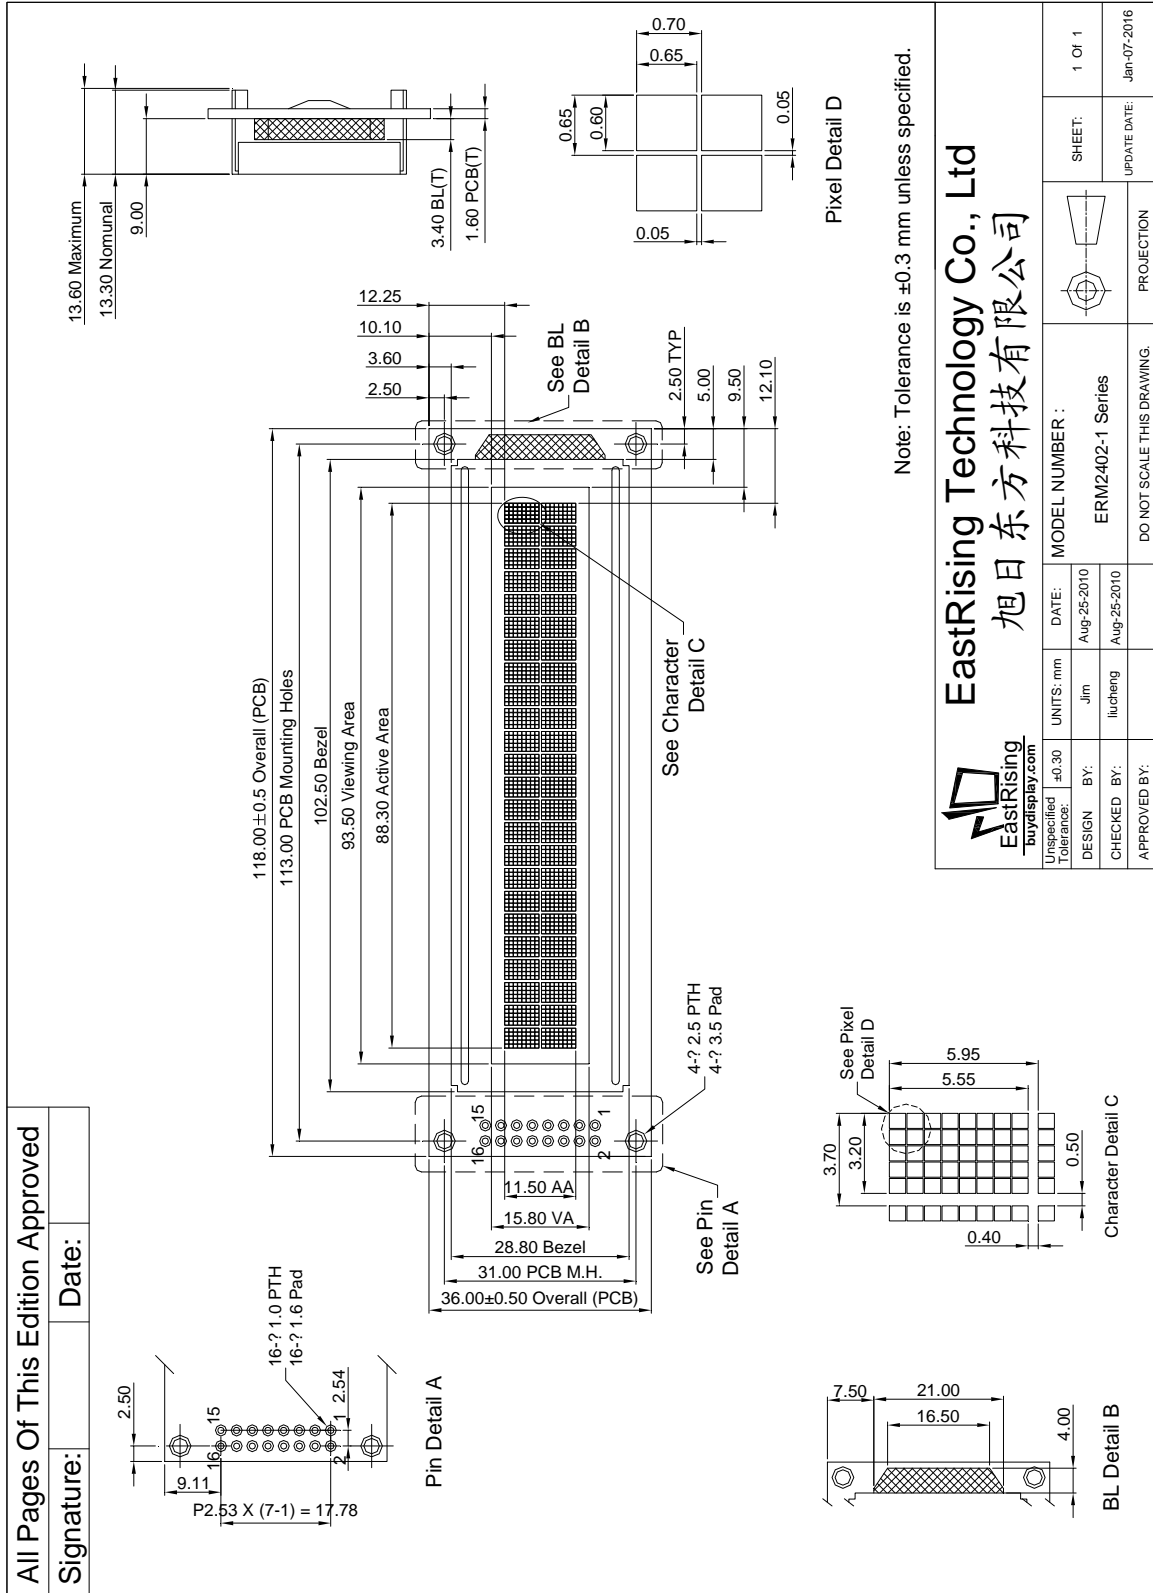 All Pages Of This Edition Approved
Signature:
Date:
2.50
9.11
P2.53 X (7-1) = 17.78
16
15
2
1
2.54
16-? 1.0 PTH
16-? 1.6 Pad
Pin Detail A
118.00±0.5 Overall (PCB)
113.00 PCB Mounting Holes
102.50 Bezel
93.50 Viewing Area
88.30 Active Area
16
15
2
1
11.50 AA
15.80 VA
28.80 Bezel
31.00 PCB M.H.
36.00±0.50 Overall (PCB)
See Pin
Detail A
4-? 2.5 PTH
4-? 3.5 Pad
See Character
Detail C
See BL
Detail B
2.50
3.60
10.10
12.25
2.50 TYP
5.00
9.50
12.10
13.60 Maximum
13.30 Nomunal
9.00
3.40 BL(T)
1.60 PCB(T)
0.70
0.65
0.65
0.60
0.05
0.05
Pixel Detail D
7.50
21.00
16.50
4.00
BL Detail B
See Pixel
Detail D
5.95
5.55
3.70
3.20
0.50
0.40
Character Detail C
Note: Tolerance is ±0.3 mm unless specified.
EastRising
buydisplay.com
EastRising Technology Co., Ltd
旭日东方科技有限公司
Unspecified
Tolerance:
±0.30
UNITS: mm
DATE:
MODEL NUMBER :
ERM2402-1 Series
SHEET:
1 Of 1
DESIGN BY:
Jim
Aug-25-2010
CHECKED BY:
liucheng
Aug-25-2010
UPDATE DATE:
Jan-07-2016
APPROVED BY:
DO NOT SCALE THIS DRAWING.
PROJECTION